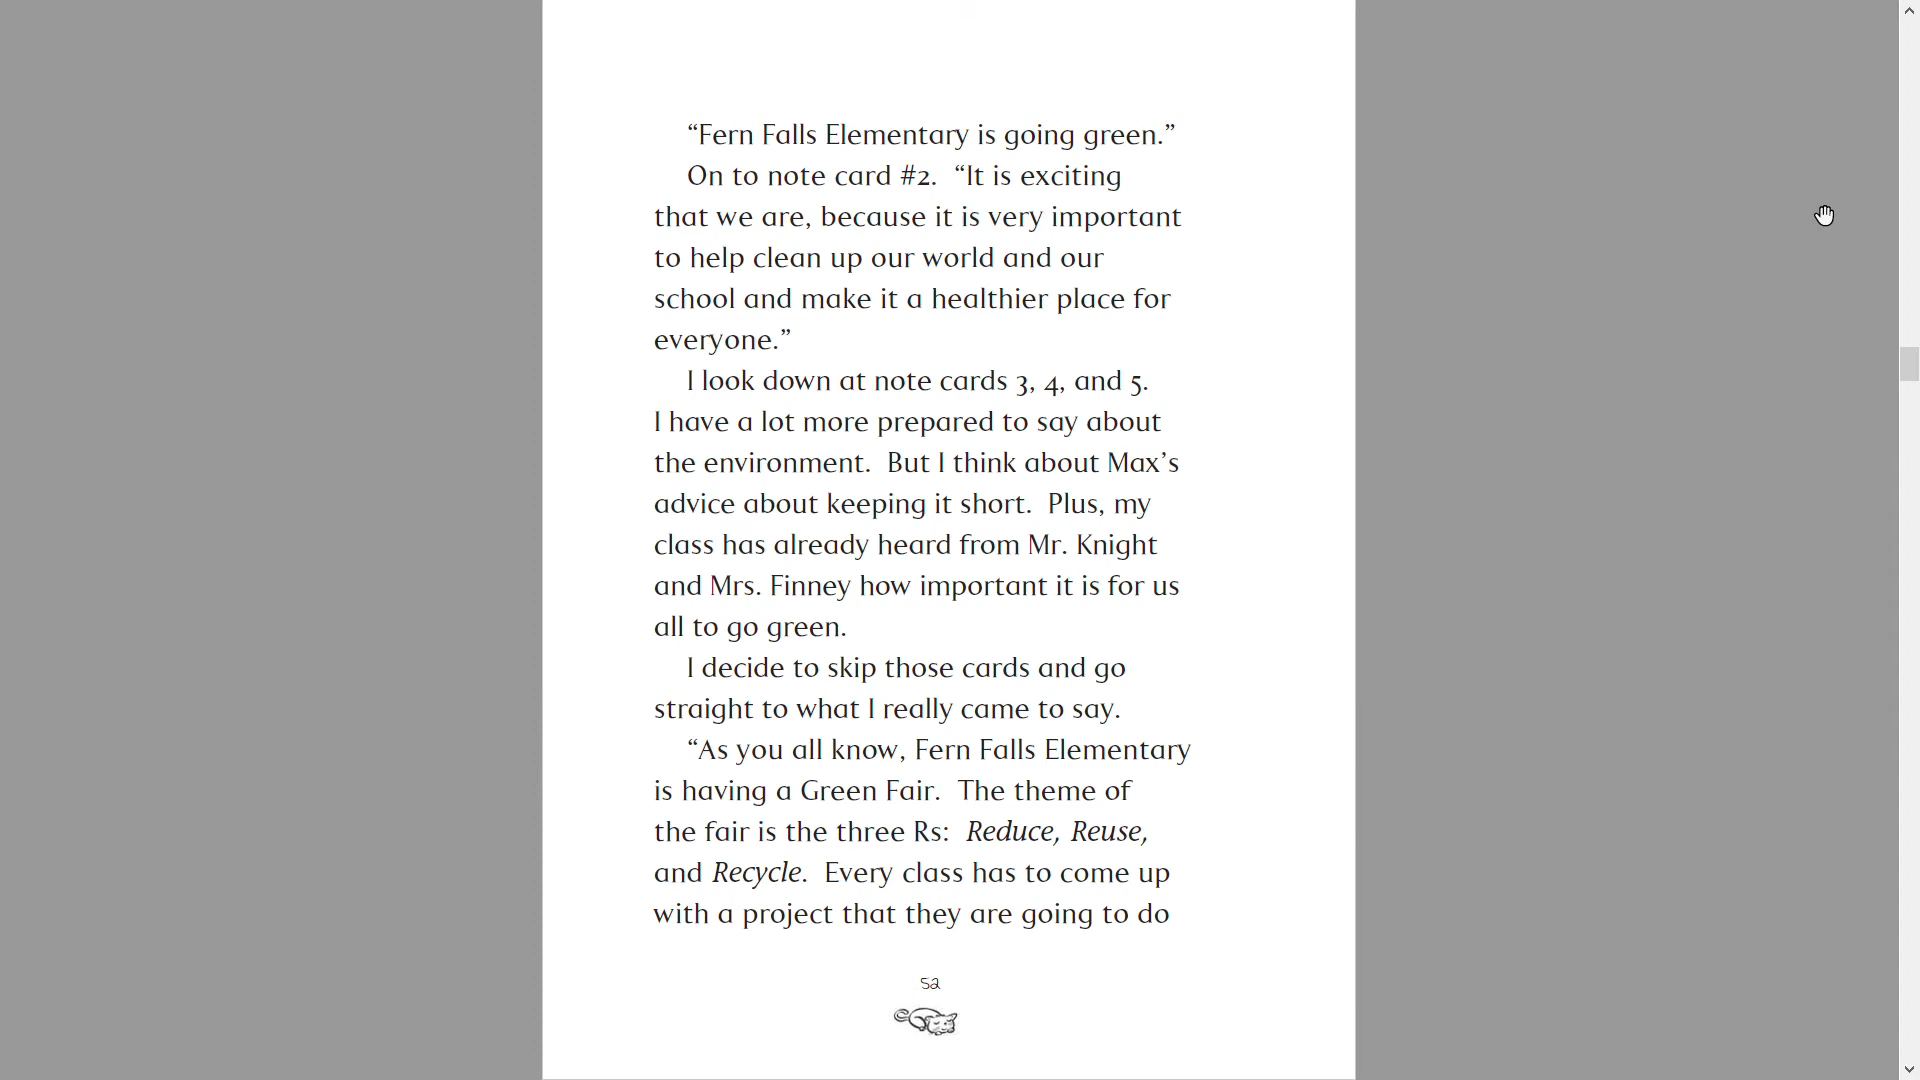 “Fern Falls Elementary is going green.”
On to note card #2.  “It is exciting
that we are, because it is very important
to help clean up our world and our
school and make it a healthier place for
everyone.”
I look down at note cards 3, 4, and 5.
I have a lot more prepared to say about
the environment.  But I think about Max’s
advice about keeping it short.  Plus, my
class has already heard from Mr. Knight
and Mrs. Finney how important it is for us
all to go green.
I decide to skip those cards and go
straight to what I really came to say.
“As you all know, Fern Falls Elementary
is having a Green Fair.  The theme of
the fair is the three Rs:  Reduce, Reuse,
and Recycle.  Every class has to come up
with a project that they are going to do
52